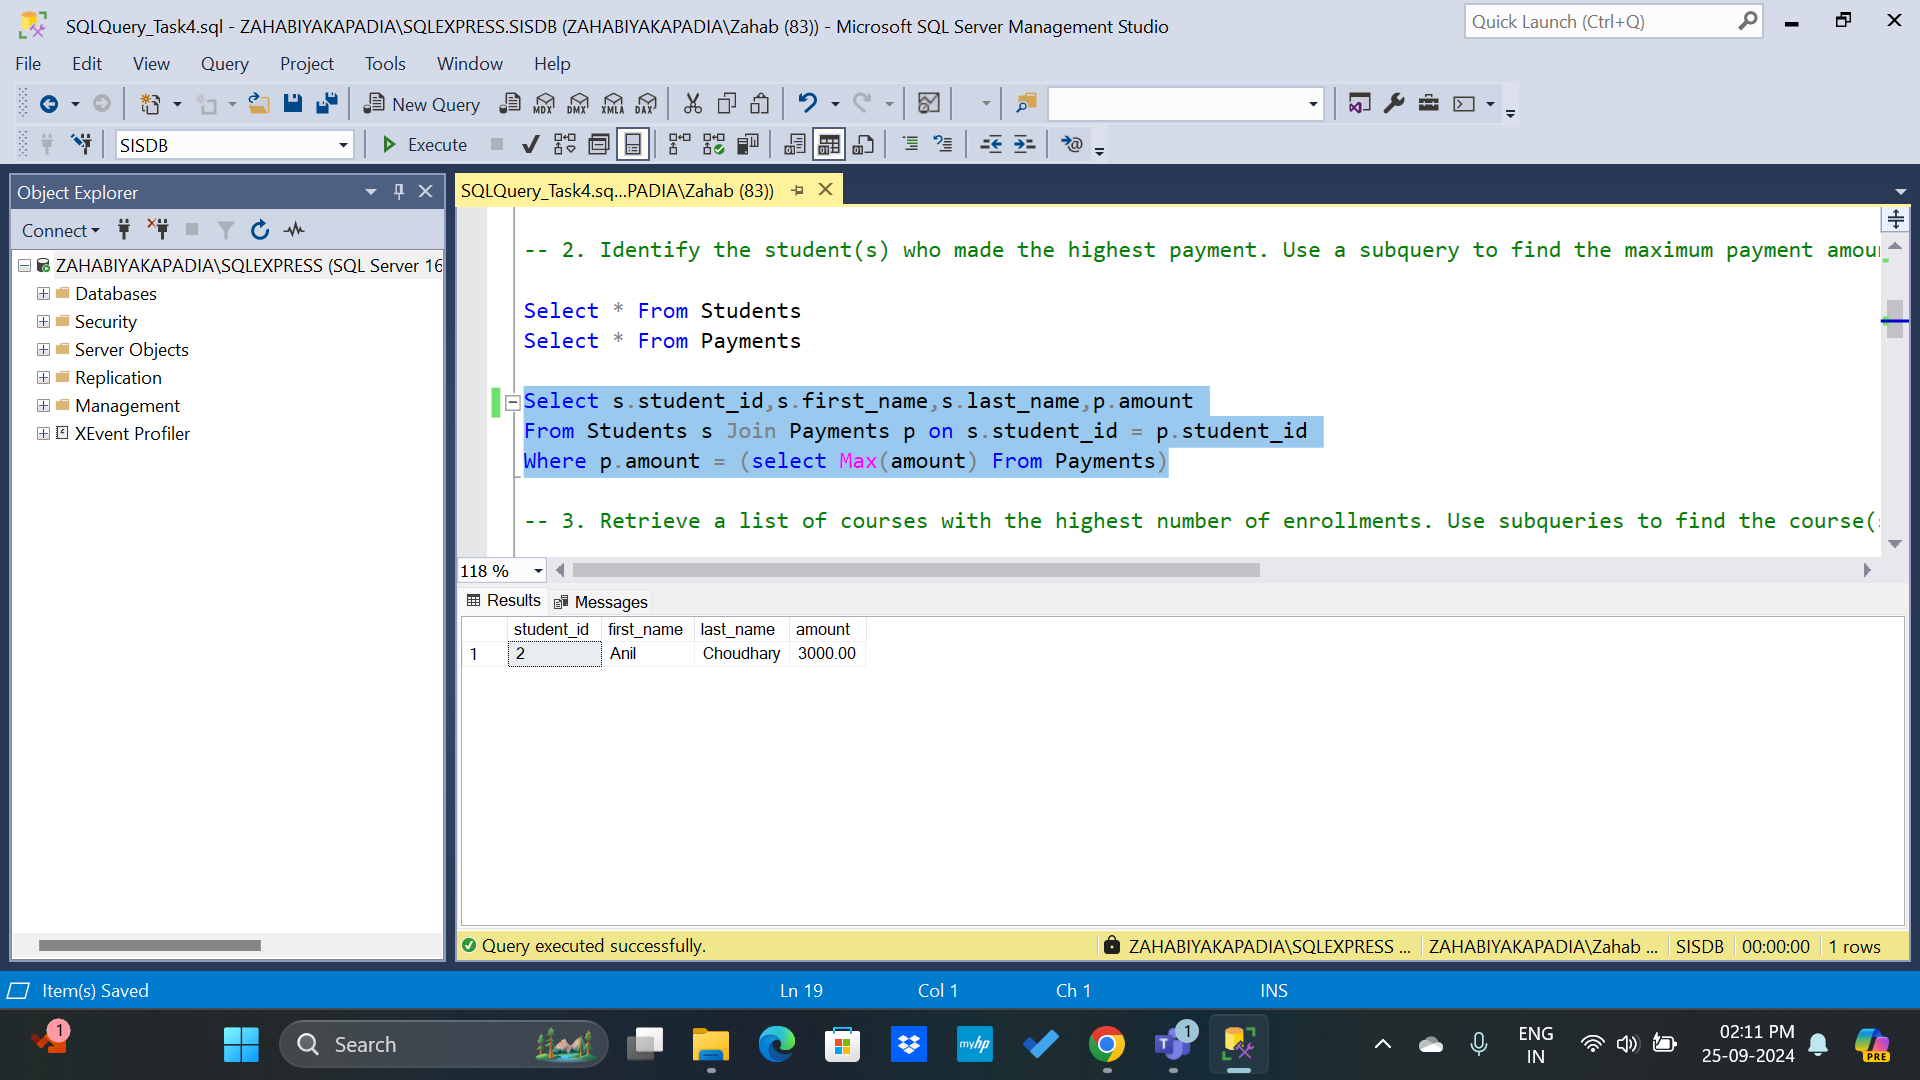 SQLQuery_Task4.sql - ZAHABIYAKAPADIA\SQLEXPRESS.SISDB (ZAHABIYAKAPADIA\Zahab (83)) - Microsoft SQL Server Management Studio
Quick Launch (Ctrl+Q)
File Edit View Query Project Tools Window Help
New Query MDX DMX XMLA DAX
SISDB Execute
Object Explorer
SQLQuery_Task4.sq...PADIA\Zahab (83))
Connect
ZAHABIYAKAPADIA\SQLEXPRESS (SQL Server 16
Databases
Security
Server Objects
Replication
Management
XEvent Profiler
-- 2. Identify the student(s) who made the highest payment. Use a subquery to find the maximum payment amou
Select * From Students
Select * From Payments
Select s.student_id,s.first_name,s.last_name,p.amount
From Students s Join Payments p on s.student_id = p.student_id
Where p.amount = (select Max(amount) From Payments)
-- 3. Retrieve a list of courses with the highest number of enrollments. Use subqueries to find the course(s
118 %
Results Messages
student_id first_name last_name amount
1 2 Anil Choudhary 3000.00
Query executed successfully. ZAHABIYAKAPADIA\SQLEXPRESS ... ZAHABIYAKAPADIA\Zahab ... SISDB 00:00:00 1 rows
Item(s) Saved Ln 19 Col 1 Ch 1 INS
1
Search
myhp
1
ENG
IN
02:11 PM
25-09-2024
PRE